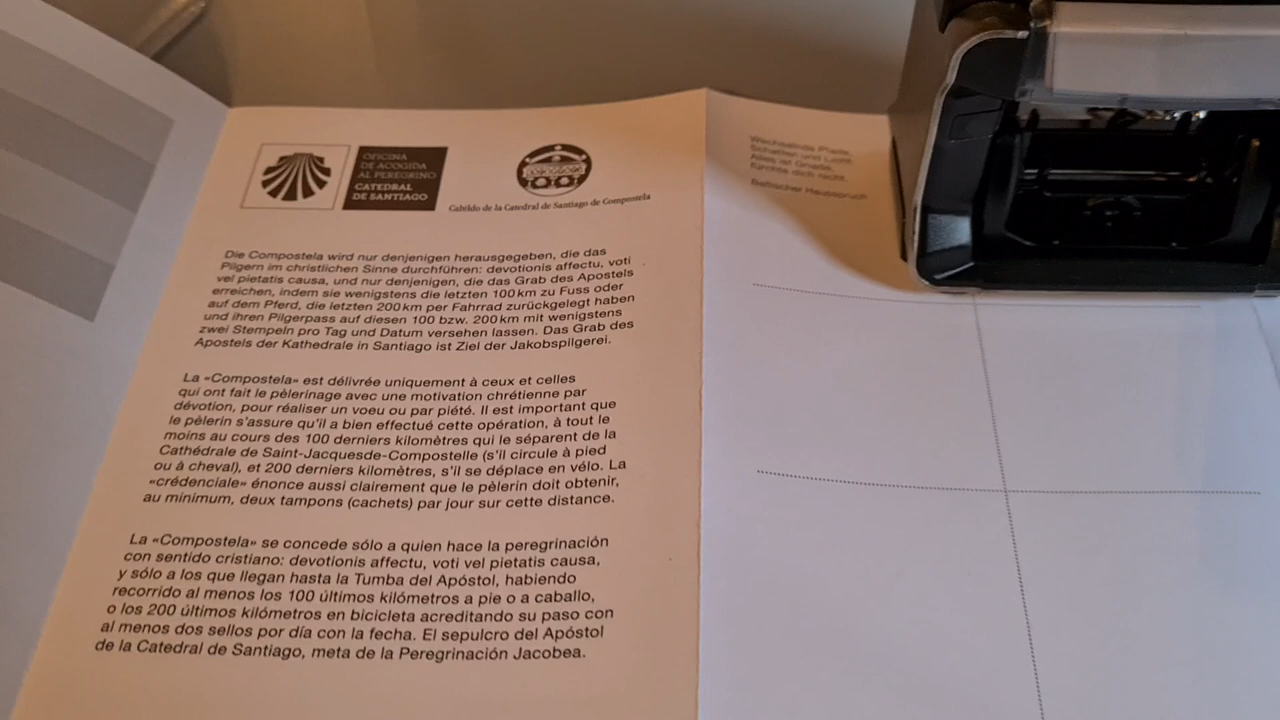 OFICINA
DE ACOGIDA
AL PEREGRINO
CATEDRAL
DE SANTIAGO
Cabildo de la Catedral de Santiago de Compostela
Die Compostela wird nur denjenigen herausgegeben, die das
Pilgern im christlichen Sinne durchführen: devotionis affectu, voti
vel pietatis causa, und nur denjenigen, die das Grab des Apostels
erreichen, indem sie wenigstens die letzten 100 km zu Fuss oder
auf dem Pferd, die letzten 200 km per Fahrrad zurückgelegt haben
und ihren Pilgerpass auf diesen 100 bzw. 200 km mit wenigstens
zwei Stempeln pro Tag und Datum versehen lassen. Das Grab des
Apostels der Kathedrale in Santiago ist Ziel der Jakobspilgerei.
La «Compostela» est délivrée uniquement à ceux et celles
qui ont fait le pèlerinage avec une motivation chrétienne par
dévotion, pour réaliser un voeu ou par piété. Il est important que
le pèlerin s'assure qu'il a bien effectué cette opération, à tout le
moins au cours des 100 derniers kilomètres qui le séparent de la
Cathédrale de Saint-Jacquesde-Compostelle (s'il circule à pied
ou à cheval), et 200 derniers kilomètres, s'il se déplace en vélo. La
«crédenciale» énonce aussi clairement que le pèlerin doit obtenir,
au minimum, deux tampons (cachets) par jour sur cette distance.
La «Compostela» se concede sólo a quien hace la peregrinación
con sentido cristiano: devotionis affectu, voti vel pietatis causa,
y sólo a los que llegan hasta la Tumba del Apóstol, habiendo
recorrido al menos los 100 últimos kilómetros a pie o a caballo,
o los 200 últimos kilómetros en bicicleta acreditando su paso con
al menos dos sellos por día con la fecha. El sepulcro del Apóstol
de la Catedral de Santiago, meta de la Peregrinación Jacobea.
Wechselnde Pfade,
Schatten und Licht.
Alles ist Gnade,
fürchte dich nicht.
Baltischer Hausspruch